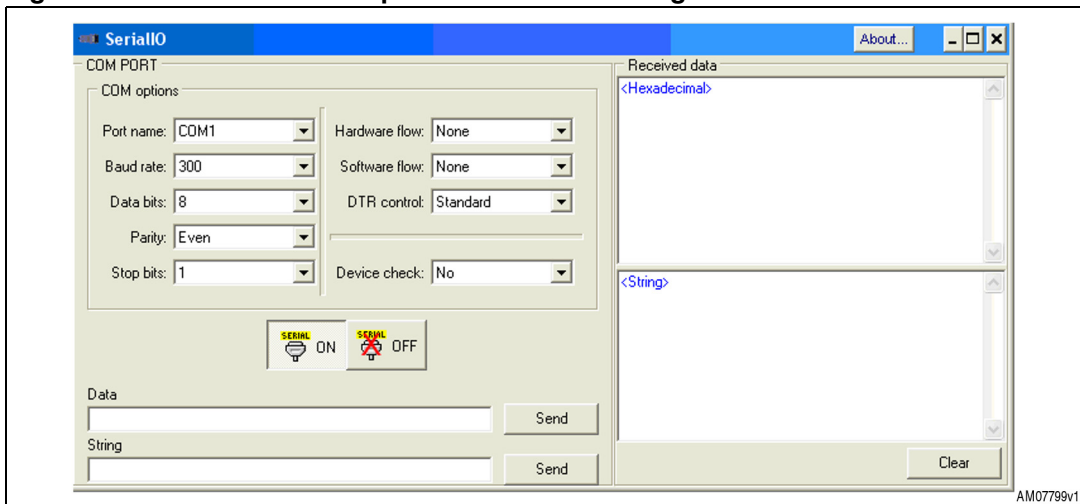 SerialIO
About...
COM PORT
COM options
Port name: COM1
Hardware flow: None
Baud rate: 300
Software flow: None
Data bits: 8
DTR control: Standard
Parity: Even
Stop bits: 1
Device check: No
SERIAL ON
SERIAL OFF
Data
Send
String
Send
Received data
<Hexadecimal>
<String>
Clear
AM07799v1